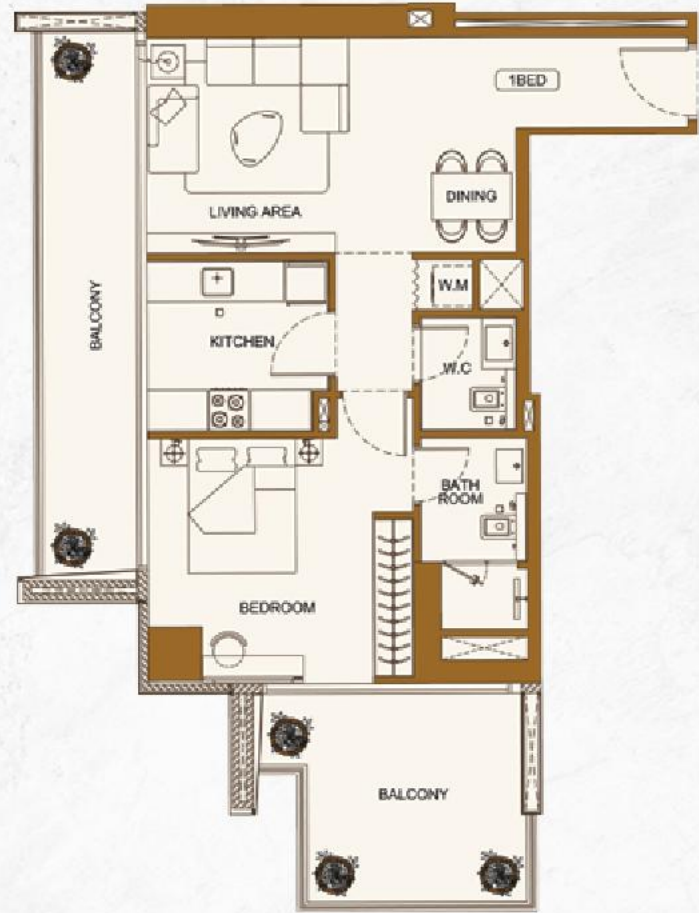 1BED
DINING
LIVING AREA
BALCONY
W.M
KITCHEN
W.C
BATH
ROOM
BEDROOM
BALCONY